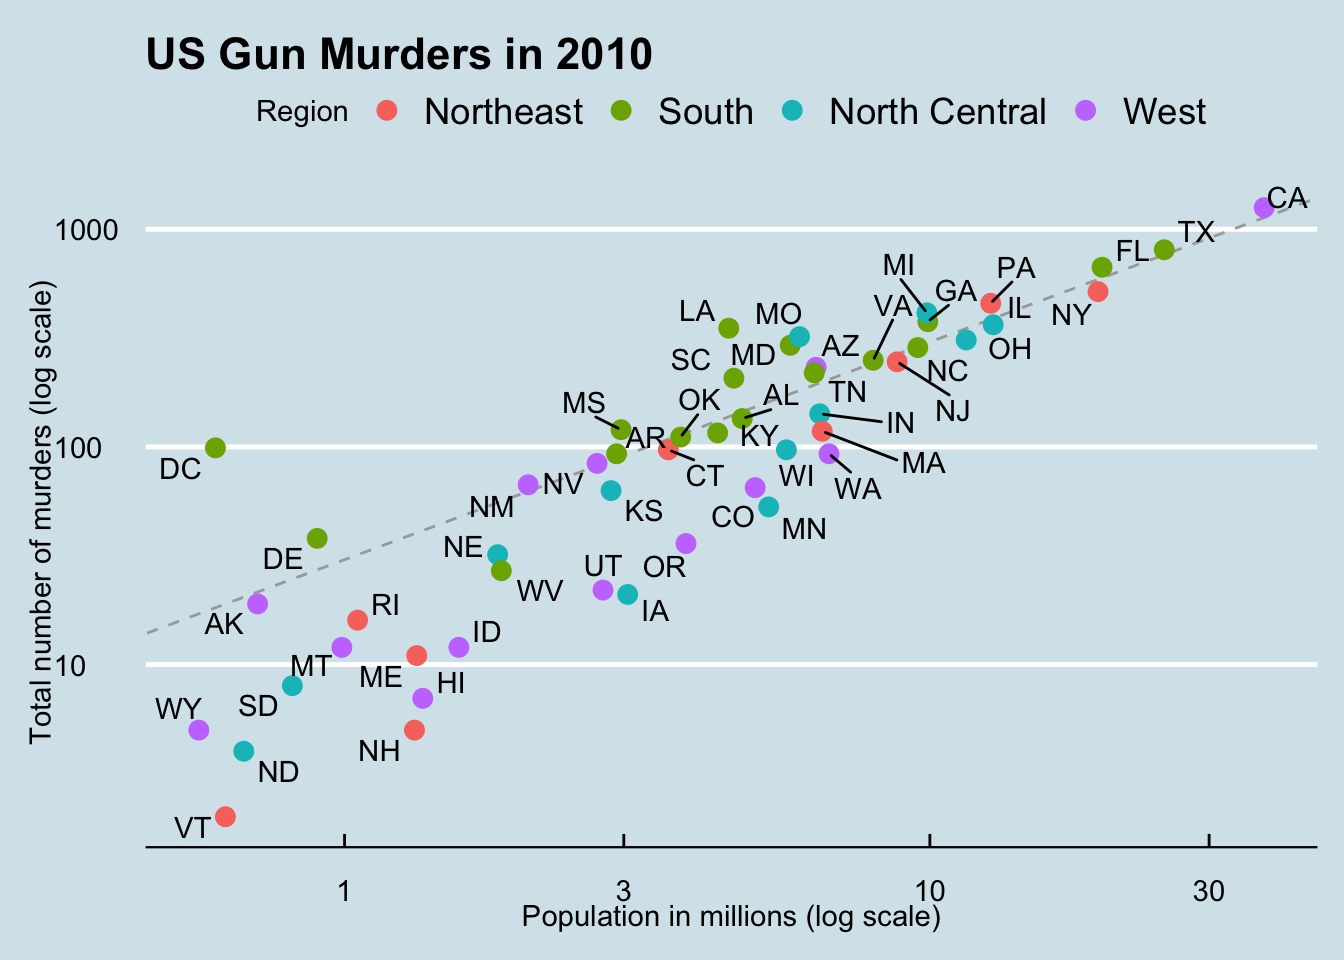 US Gun Murders in 2010
Region Northeast South North Central West
CA
1000
TX
FL
MI
PA
GA
VA
IL
LA
MO
NY
AZ
OH
SC
MD
NC
TN
AL
OK
MS
NJ
IN
AR
KY
100
MA
DC
CT
WI
WA
NV
NM
KS
CO
MN
NE
DE
UT
OR
WV
RI
IA
AK
ID
MT
10
ME
HI
SD
WY
NH
ND
VT
Total number of murders (log scale)
1 3 10 30
Population in millions (log scale)